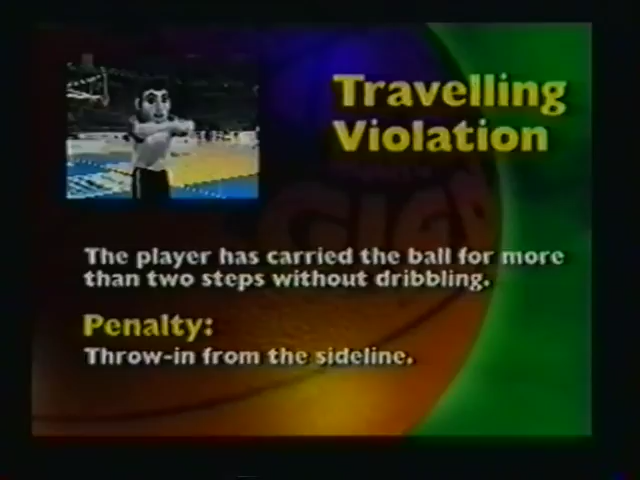 Travelling
Violation
The player has carried the ball for more
than two steps without dribbling.
Penalty:
Throw-in from the sideline.